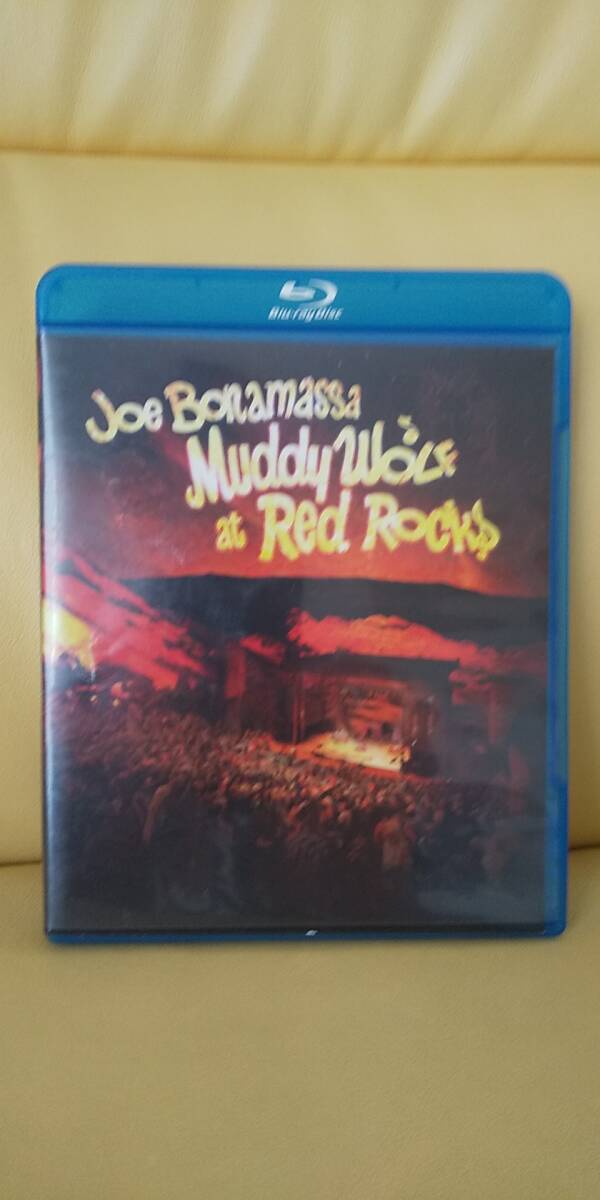 Blu-ray Disc
Joe Bonamassa
Muddy Wolf
at Red Rocks